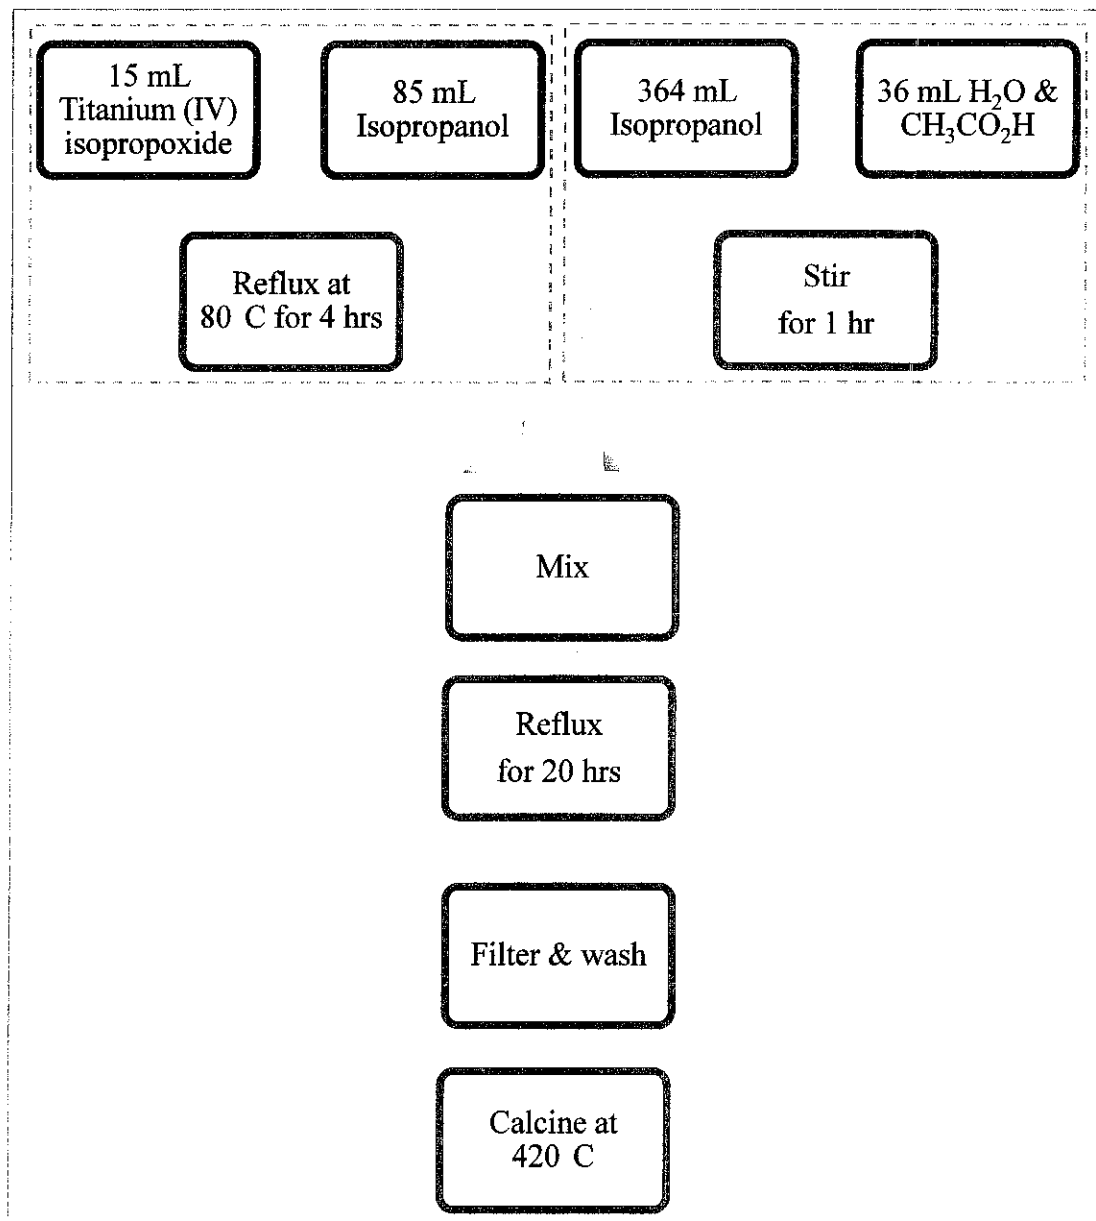 15 mL
Titanium (IV)
isopropoxide
85 mL
Isopropanol
364 mL
Isopropanol
36 mL H₂O &
CH₃CO₂H
Reflux at
80 C for 4 hrs
Stir
for 1 hr
Mix
Reflux
for 20 hrs
Filter & wash
Calcine at
420 C